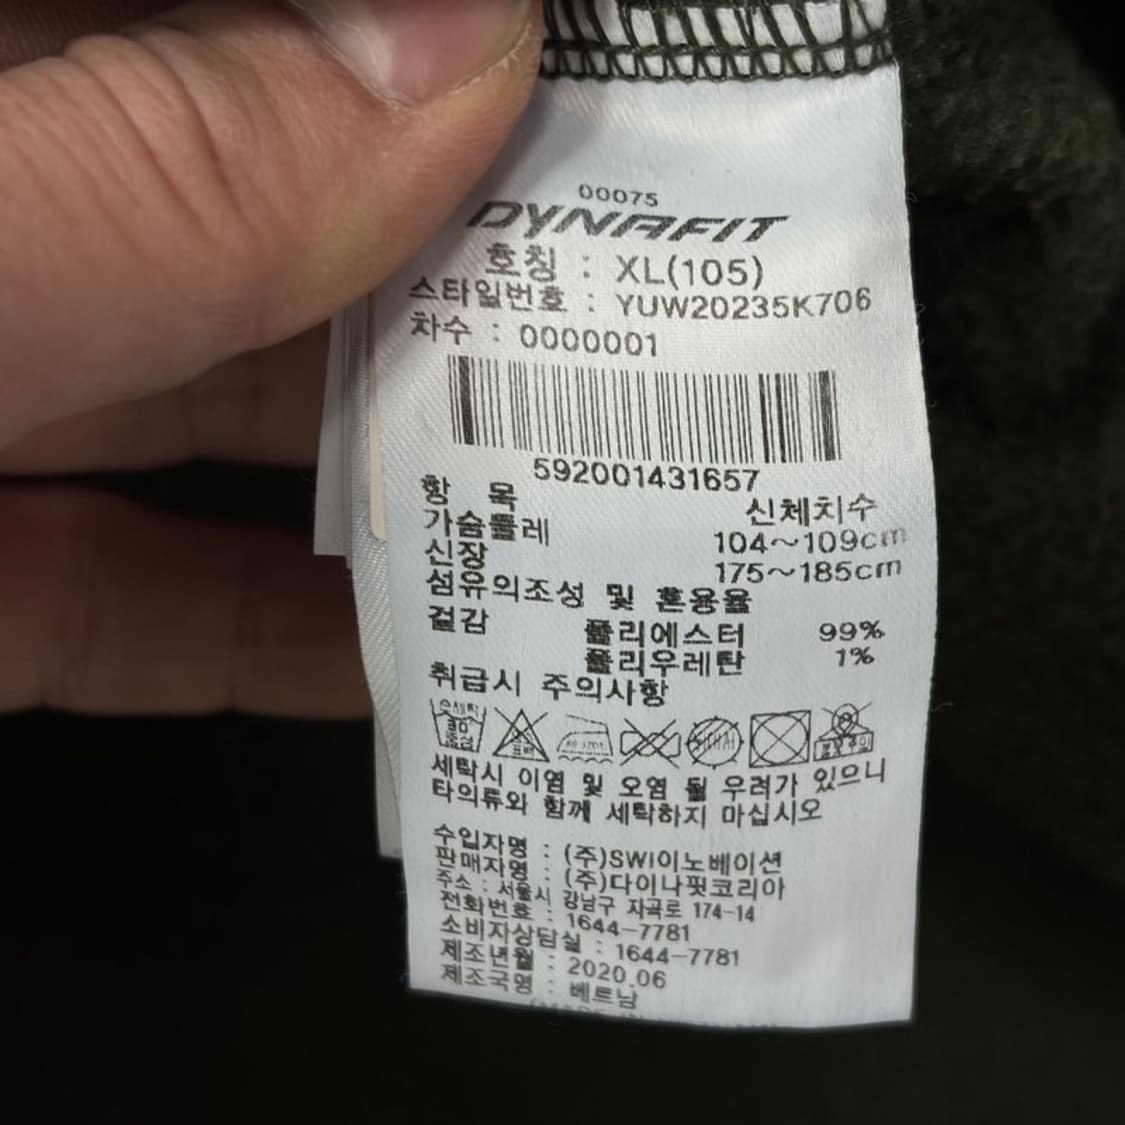 00075
DYNAFIT
호칭 : XL(105)
스타일번호 : YUW20235K706
차수 : 0000001
592001431657
항 목 신체치수
가슴둘레 104~109cm
신장 175~185cm
섬유의조성 및 혼용율
겉감 폴리에스터 99%
폴리우레탄 1%
취급시 주의사항
손세탁 30 중성 표백
세탁시 이염 및 오염 될 우려가 있으니
타의류와 함께 세탁하지 마십시오
수입자명 : (주)SWI이노베이션
판매자명 : (주)다이나핏코리아
주소 : 서울시 강남구 자곡로 174-14
전화번호 : 1644-7781
소비자상담실 : 1644-7781
제조년월 : 2020.06
제조국명 : 베트남